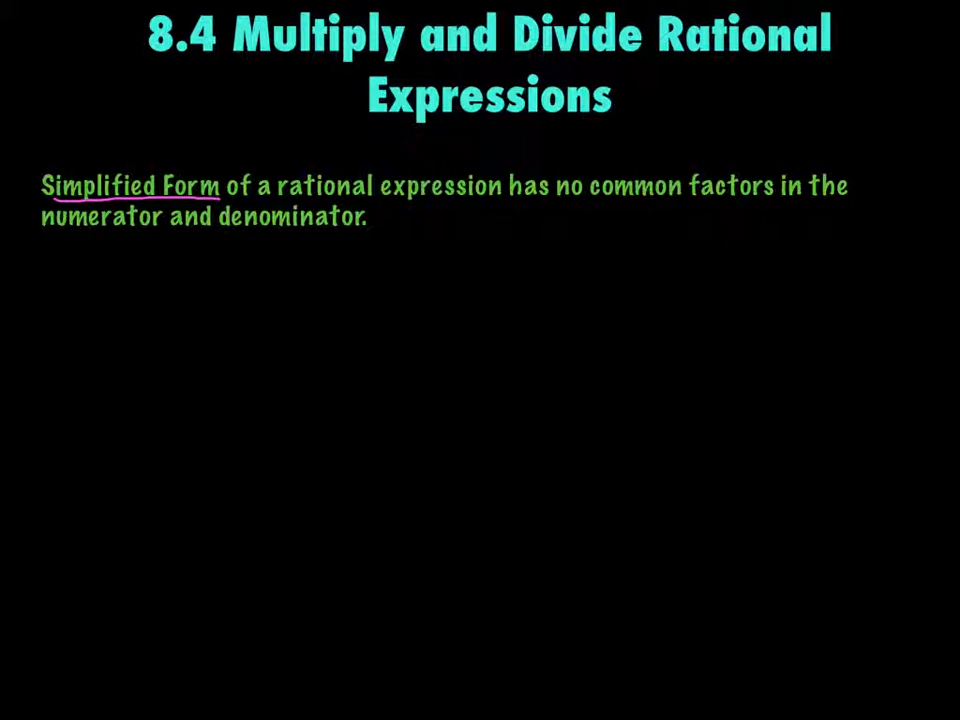 8.4 Multiply and Divide Rational
Expressions
Simplified Form of a rational expression has no common factors in the
numerator and denominator.